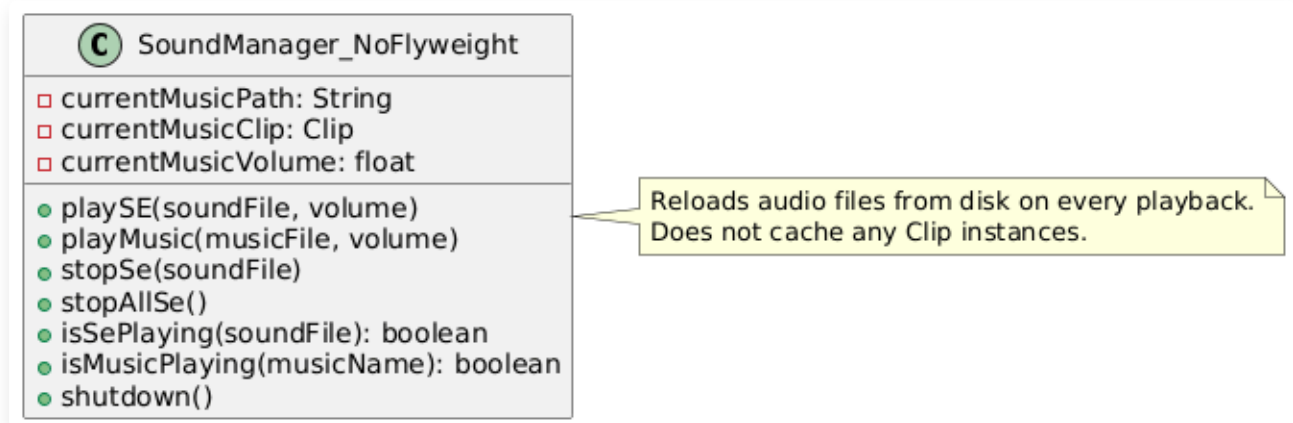 C SoundManager_NoFlyweight
currentMusicPath: String
currentMusicClip: Clip
currentMusicVolume: float
playSE(soundFile, volume)
playMusic(musicFile, volume)
stopSe(soundFile)
stopAllSe()
isSePlaying(soundFile): boolean
isMusicPlaying(musicName): boolean
shutdown()
Reloads audio files from disk on every playback.
Does not cache any Clip instances.